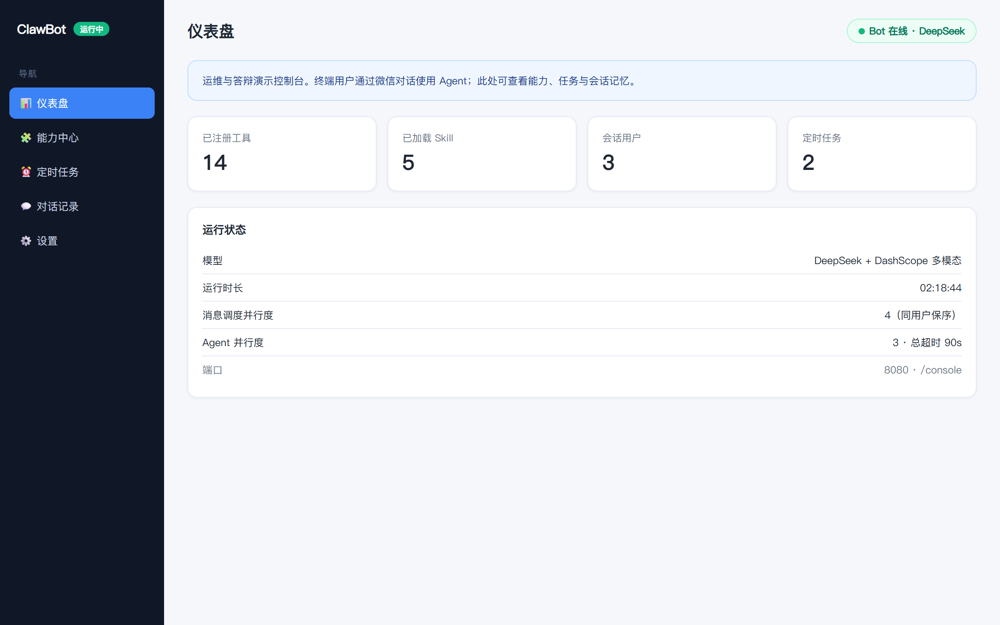 ClawBot 运行中
导航
仪表盘
能力中心
定时任务
对话记录
设置
仪表盘
Bot 在线 · DeepSeek
运维与答辩演示控制台。终端用户通过微信对话使用 Agent；此处可查看能力、任务与会话记忆。
已注册工具
14
已加载 Skill
5
会话用户
3
定时任务
2
运行状态
模型 DeepSeek + DashScope 多模态
运行时长 02:18:44
消息调度并行度 4（同用户保序）
Agent 并行度 3 · 总超时 90s
端口 8080 · /console